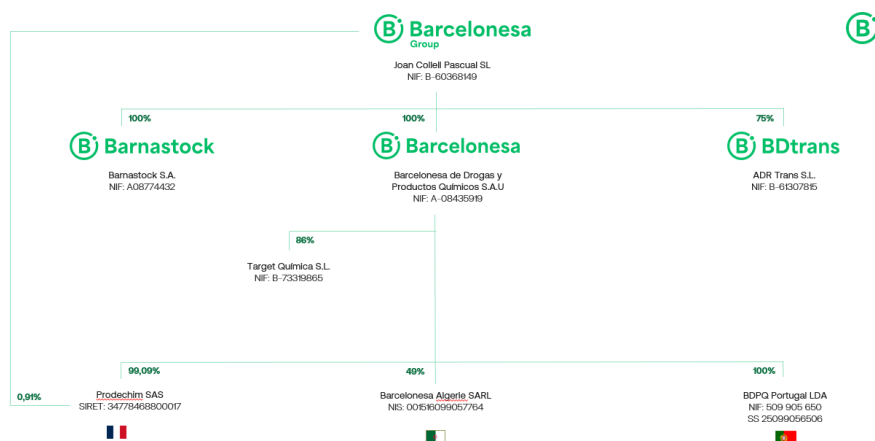 Barcelonesa
Group
Joan Collell Pascual SL
NIF: B-60368149
100%
100%
75%
Barnastock
Barcelonesa
BDtrans
Barnastock S.A.
NIF: A08774432
Barcelonesa de Drogas y
Productos Químicos S.A.U
NIF: A-08435919
ADR Trans S.L.
NIF: B-61307815
86%
Target Química S.L.
NIF: B-73319865
99,09%
49%
100%
0,91%
Prodechim SAS
SIRET: 34778468800017
Barcelonesa Algerie SARL
NIS: 001516099057764
BDPQ Portugal LDA
NIF: 509 905 650
SS 25099056506